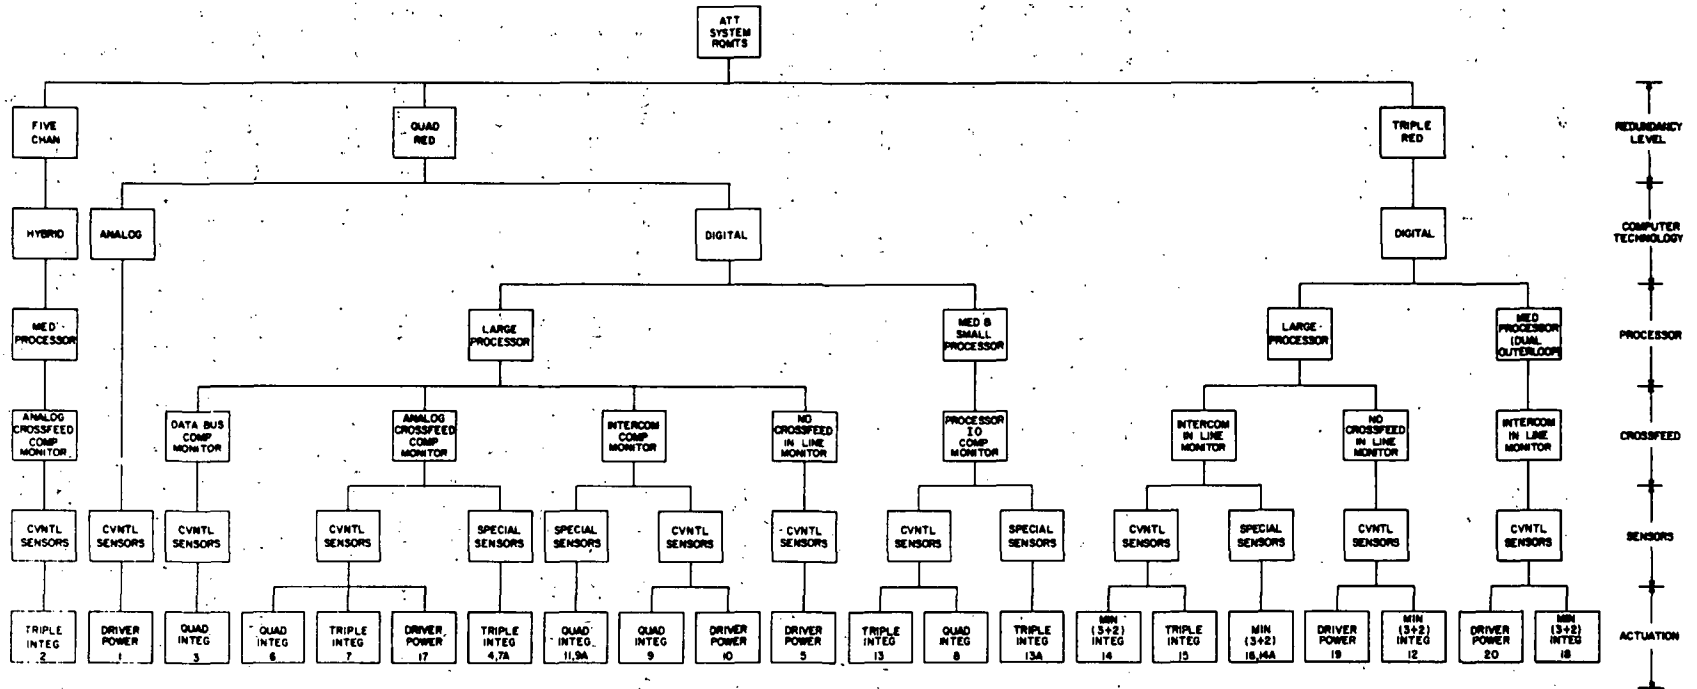 ATT
SYSTEM
RQMTS
FIVE
CHAN
QUAD
RED
TRIPLE
RED
REDUNDANCY
LEVEL
HYBRID
ANALOG
DIGITAL
DIGITAL
COMPUTER
TECHNOLOGY
MED
PROCESSOR
LARGE
PROCESSOR
MED &
SMALL
PROCESSOR
LARGE
PROCESSOR
MED
PROCESSOR
(DUAL
OUTERLOOP)
PROCESSOR
ANALOG
CROSSFEED
COMP
MONITOR
DATA BUS
COMP
MONITOR
ANALOG
CROSSFEED
COMP
MONITOR
INTERCOM
COMP
MONITOR
NO
CROSSFEED
IN LINE
MONITOR
PROCESSOR
IO
COMP
MONITOR
INTERCOM
IN LINE
MONITOR
NO
CROSSFEED
IN LINE
MONITOR
INTERCOM
IN LINE
MONITOR
CROSSFEED
CVNTL
SENSORS
CVNTL
SENSORS
CVNTL
SENSORS
CVNTL
SENSORS
SPECIAL
SENSORS
SPECIAL
SENSORS
CVNTL
SENSORS
CVNTL
SENSORS
CVNTL
SENSORS
SPECIAL
SENSORS
CVNTL
SENSORS
SPECIAL
SENSORS
CVNTL
SENSORS
CVNTL
SENSORS
SENSORS
TRIPLE
INTEG
2
DRIVER
POWER
1
QUAD
INTEG
3
QUAD
INTEG
6
TRIPLE
INTEG
7
DRIVER
POWER
17
TRIPLE
INTEG
4,7A
QUAD
INTEG
11,9A
QUAD
INTEG
9
DRIVER
POWER
10
DRIVER
POWER
5
TRIPLE
INTEG
13
QUAD
INTEG
8
TRIPLE
INTEG
13A
MIN
(3+2)
INTEG
14
TRIPLE
INTEG
15
MIN
(3+2)
16,14A
DRIVER
POWER
19
MIN
(3+2)
INTEG
12
DRIVER
POWER
20
MIN
(3+2)
INTEG
18
ACTUATION